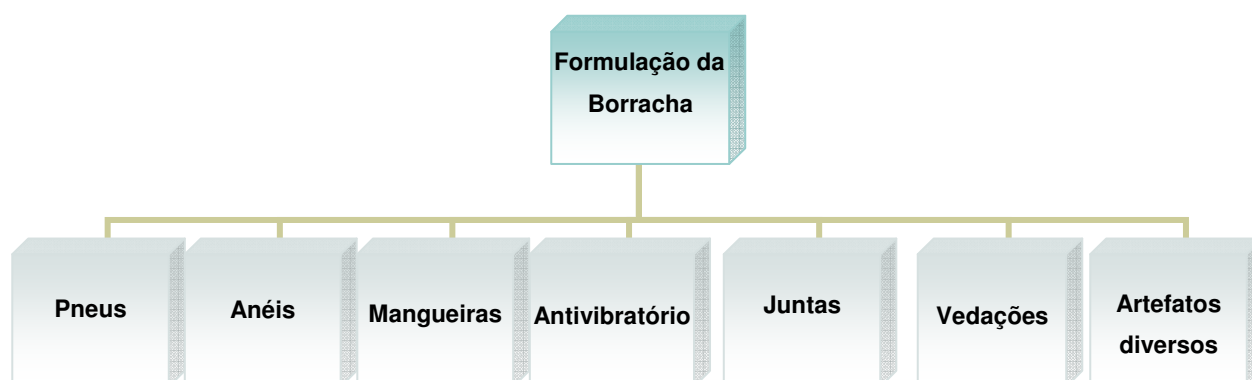 Formulação da
Borracha
Pneus
Anéis
Mangueiras
Antivibratório
Juntas
Vedações
Artefatos
diversos